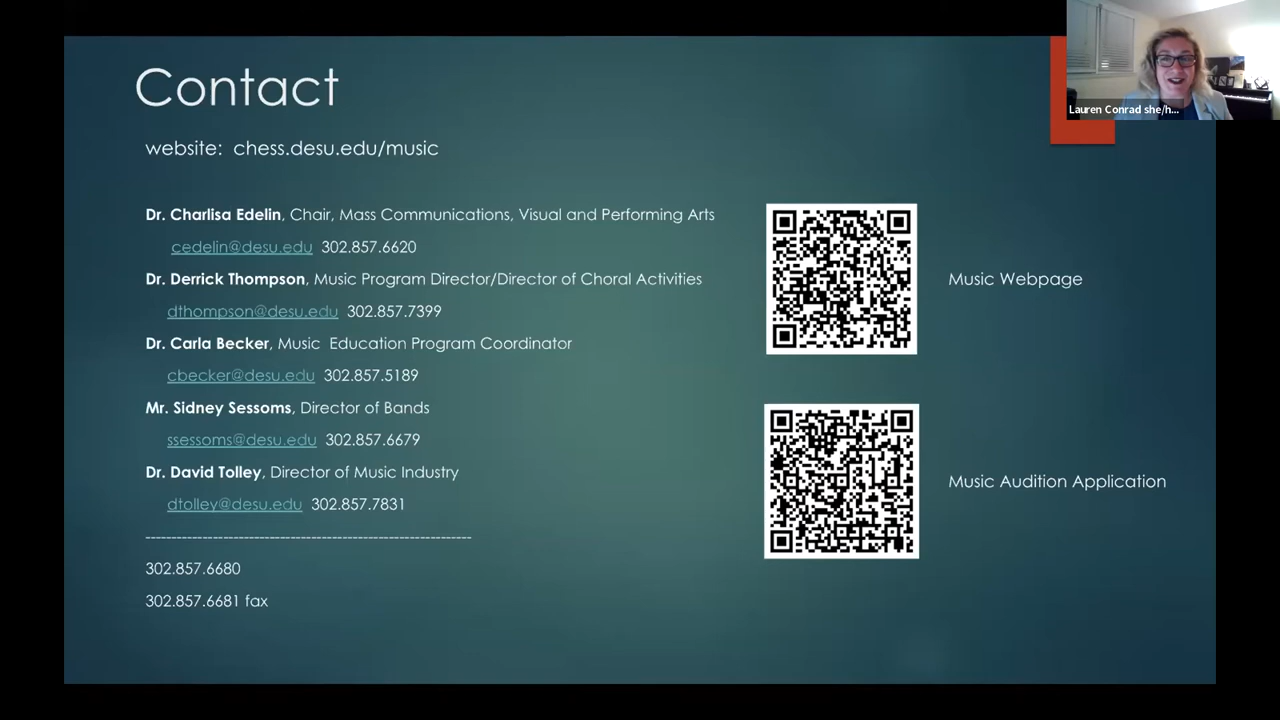 Contact
Lauren Conrad she/h...
website: chess.desu.edu/music
Dr. Charlisa Edelin, Chair, Mass Communications, Visual and Performing Arts
cedelin@desu.edu 302.857.6620
Dr. Derrick Thompson, Music Program Director/Director of Choral Activities
dthompson@desu.edu 302.857.7399
Dr. Carla Becker, Music Education Program Coordinator
cbecker@desu.edu 302.857.5189
Mr. Sidney Sessoms, Director of Bands
ssessoms@desu.edu 302.857.6679
Dr. David Tolley, Director of Music Industry
dtolley@desu.edu 302.857.7831
---------------------------------------------------------------
302.857.6680
302.857.6681 fax
Music Webpage
Music Audition Application